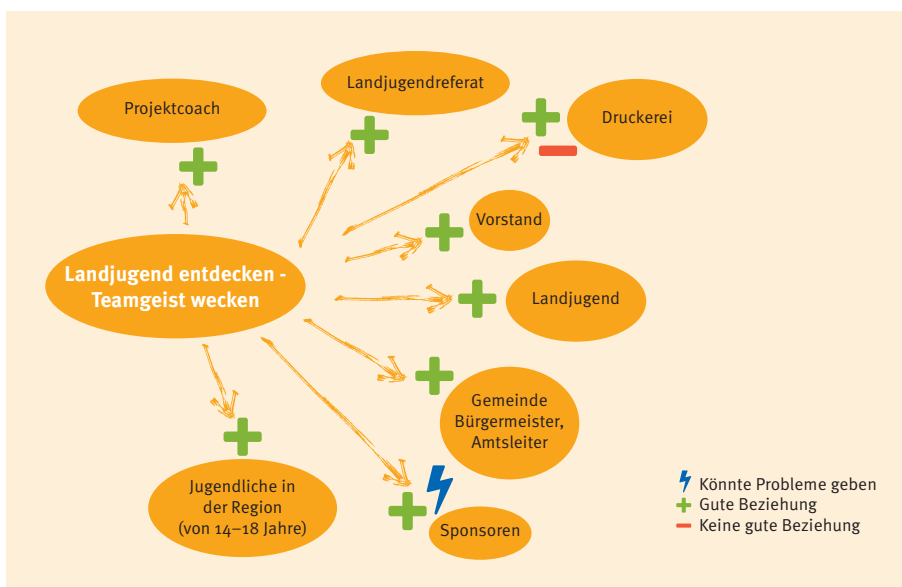 Landjugendreferat
Projektcoach
Druckerei
Vorstand
Landjugend entdecken -
Teamgeist wecken
Landjugend
Gemeinde
Bürgermeister,
Amtsleiter
Jugendliche in
der Region
(von 14–18 Jahre)
Sponsoren
Könnte Probleme geben
Gute Beziehung
Keine gute Beziehung